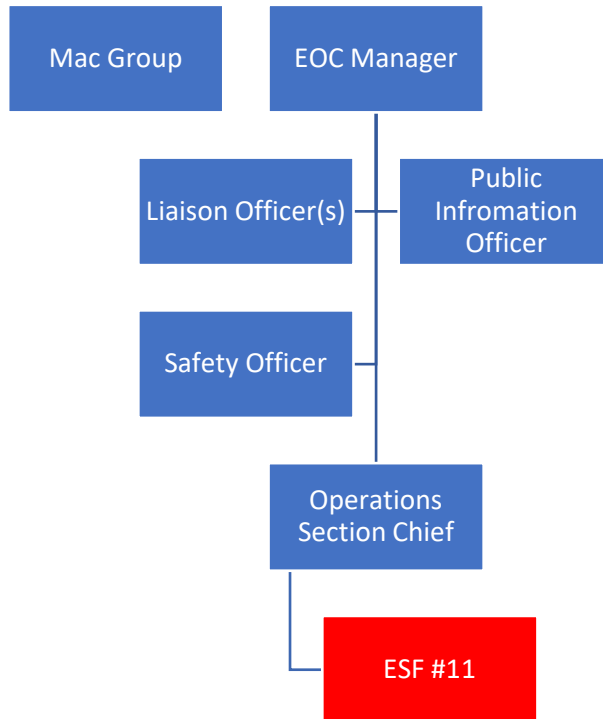 Mac Group
EOC Manager
Liaison Officer(s)
Public
Infromation
Officer
Safety Officer
Operations
Section Chief
ESF #11